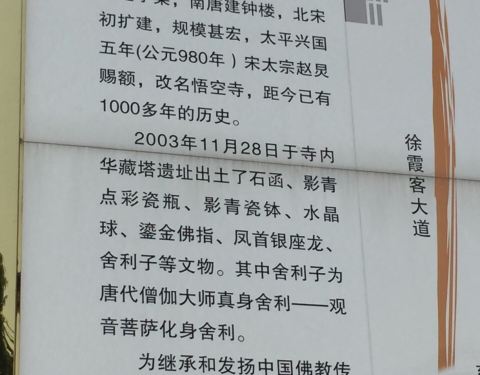 南唐建钟楼，北宋
初扩建，规模甚宏，太平兴国
五年(公元980年）宋太宗赵炅
赐额，改名悟空寺，距今已有
1000多年的历史。
2003年11月28日于寺内
华藏塔遗址出土了石函、影青
点彩瓷瓶、影青瓷钵、水晶
球、鎏金佛指、凤首银座龙、
舍利子等文物。其中舍利子为
唐代僧伽大师真身舍利——观
音菩萨化身舍利。
为继承和发扬中国佛教传
徐霞客大道